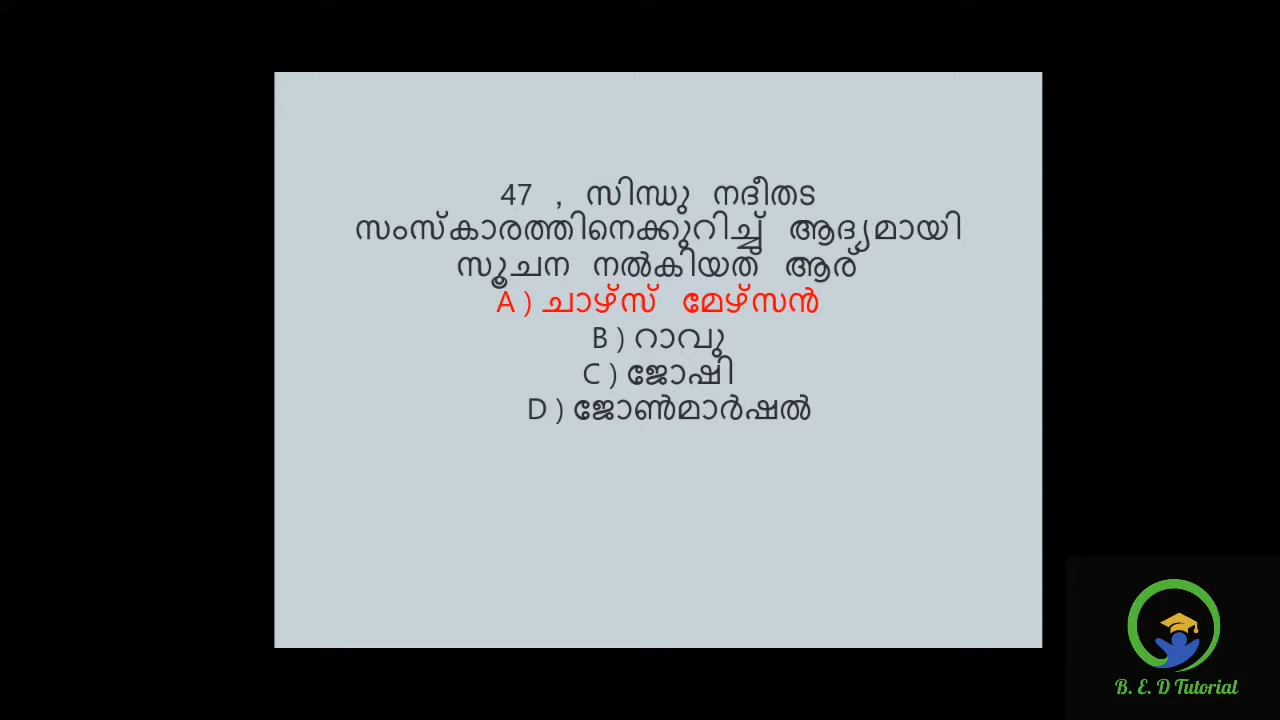 47 , സിന്ധു നദീതട
സംസ്കാരത്തിനെക്കുറിച്ച് ആദ്യമായി
സൂചന നൽകിയത് ആര്
A ) ചാഴ്സ് മേഴ്സൻ
B ) റാവു
C ) ജോഷി
D ) ജോൺമാർഷൽ
B. E. D Tutorial